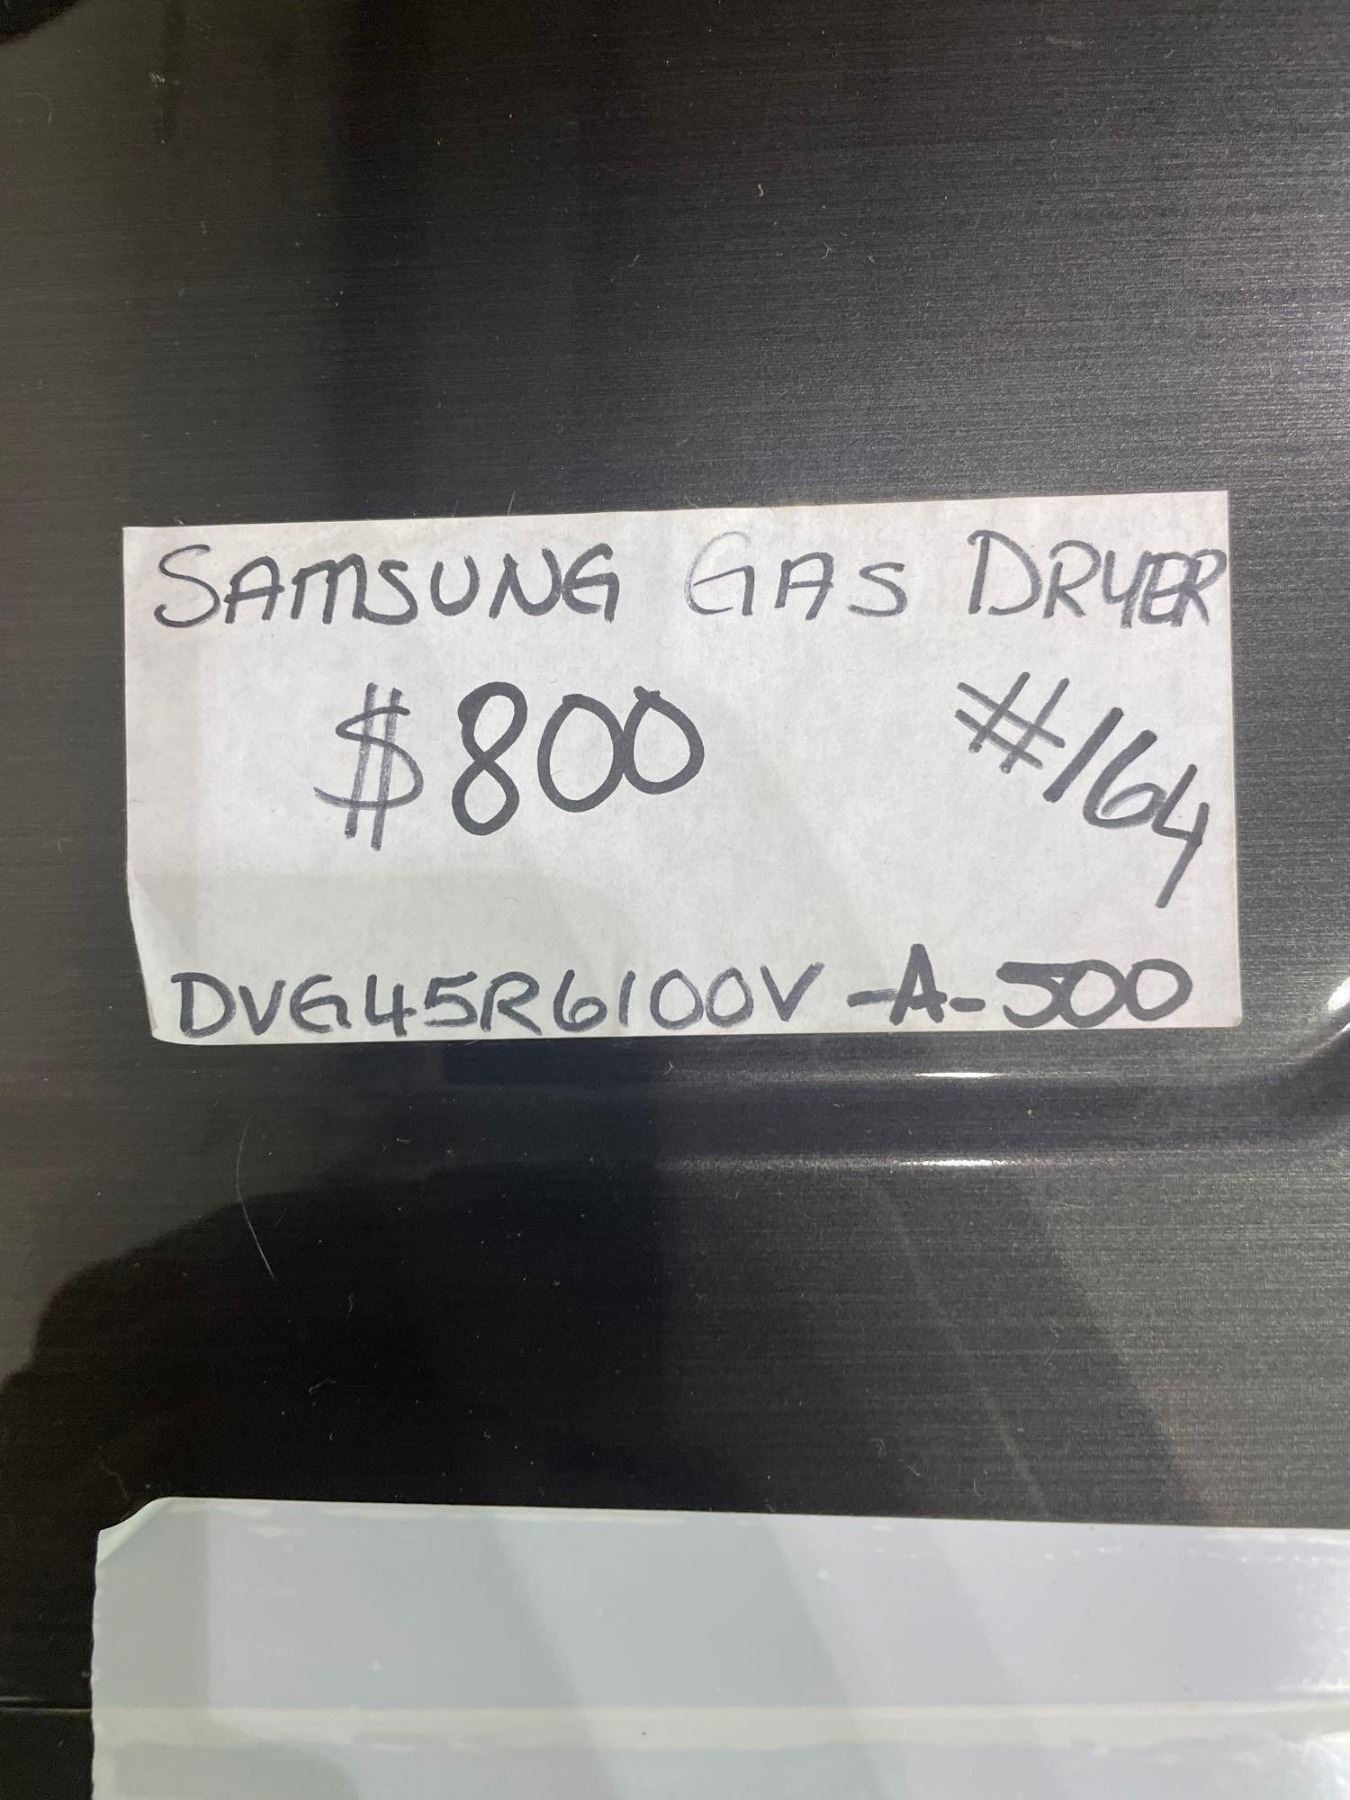 SAMSUNG GAS DRYER
$800 #164
DVG45R6100V-A-500